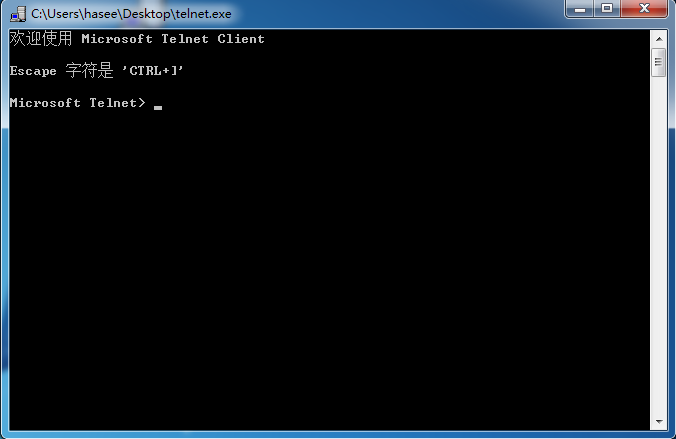 C:\Users\hasee\Desktop\telnet.exe
欢迎使用 Microsoft Telnet Client
Escape 字符是 'CTRL+]'
Microsoft Telnet>